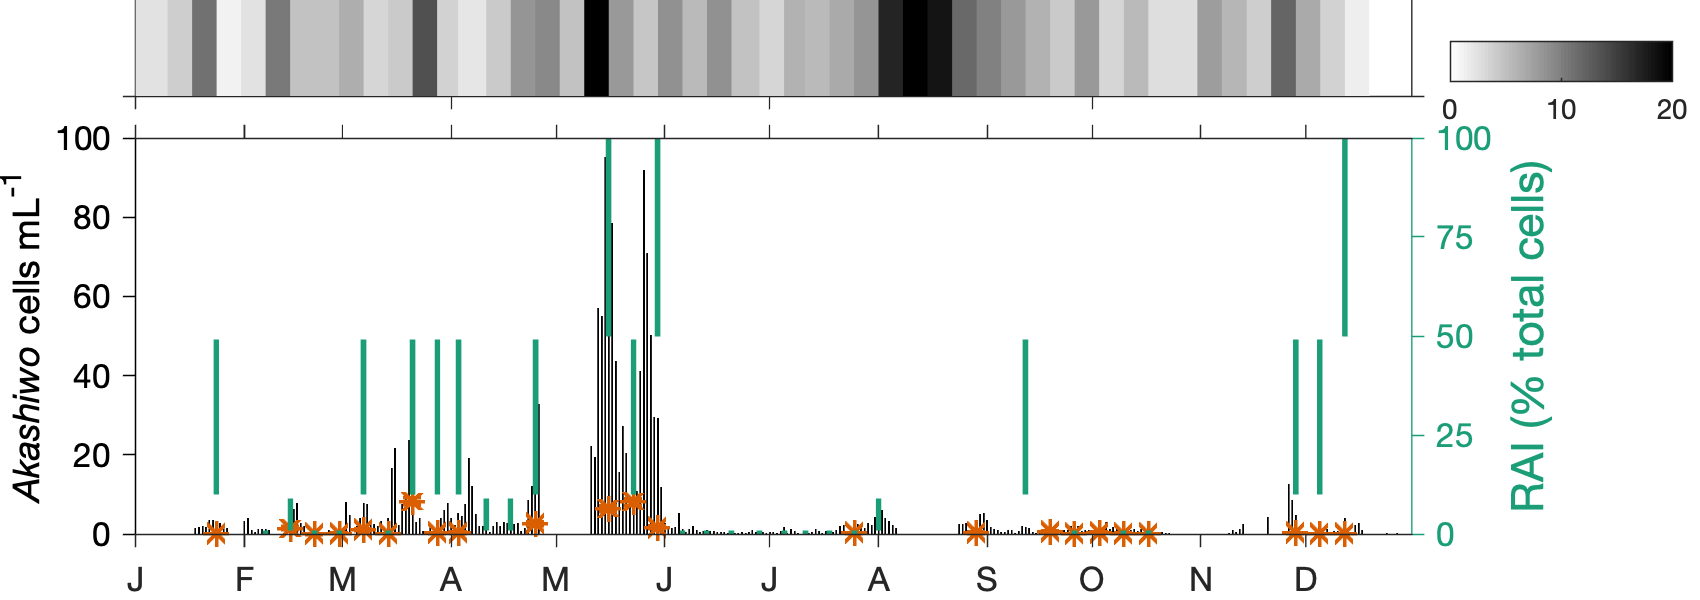 0 10 20
100 80 60 40 20 0
Akashiwo cells mL-1
100 75 50 25 0
RAI (% total cells)
J F M A M J J A S O N D